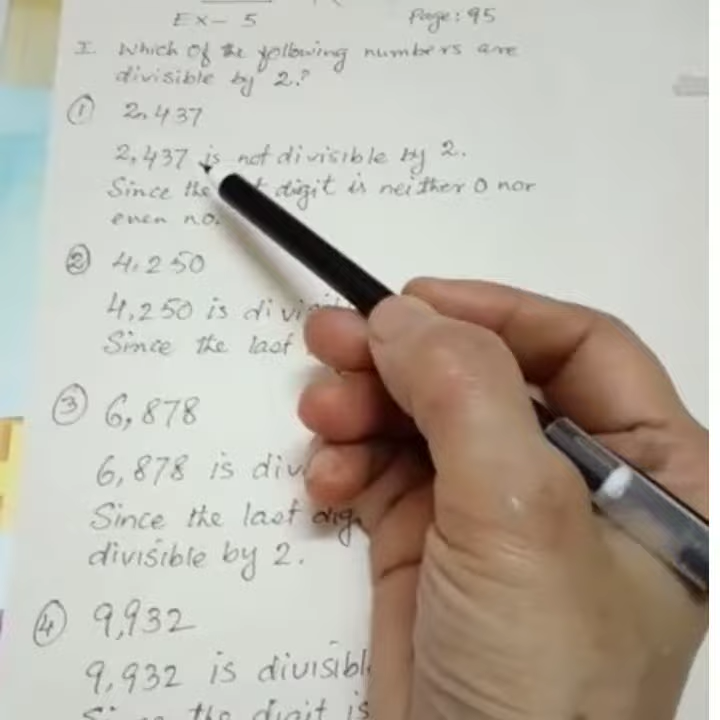 Ex- 5 Page: 95
I. Which of the following numbers are
divisible by 2.?
① 2,437
2,437 is not divisible by 2.
Since the digit is neither 0 nor
even no.
② 4,250
4,250 is
Since the last
③ 6,878
6,878 is
Since the last
divisible by 2.
④ 9,932
9,932 is
the digit is